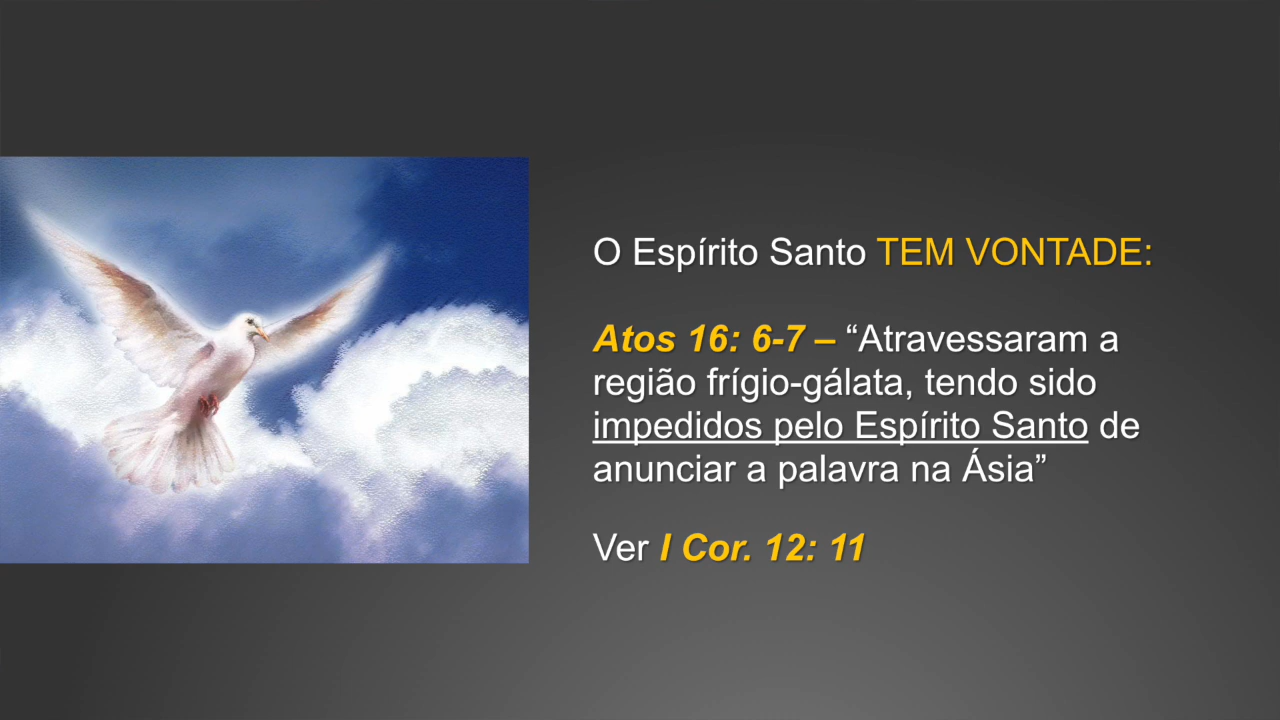 O Espírito Santo TEM VONTADE:
Atos 16: 6-7 – “Atravessaram a
região frígio-gálata, tendo sido
impedidos pelo Espírito Santo de
anunciar a palavra na Ásia”
Ver I Cor. 12: 11